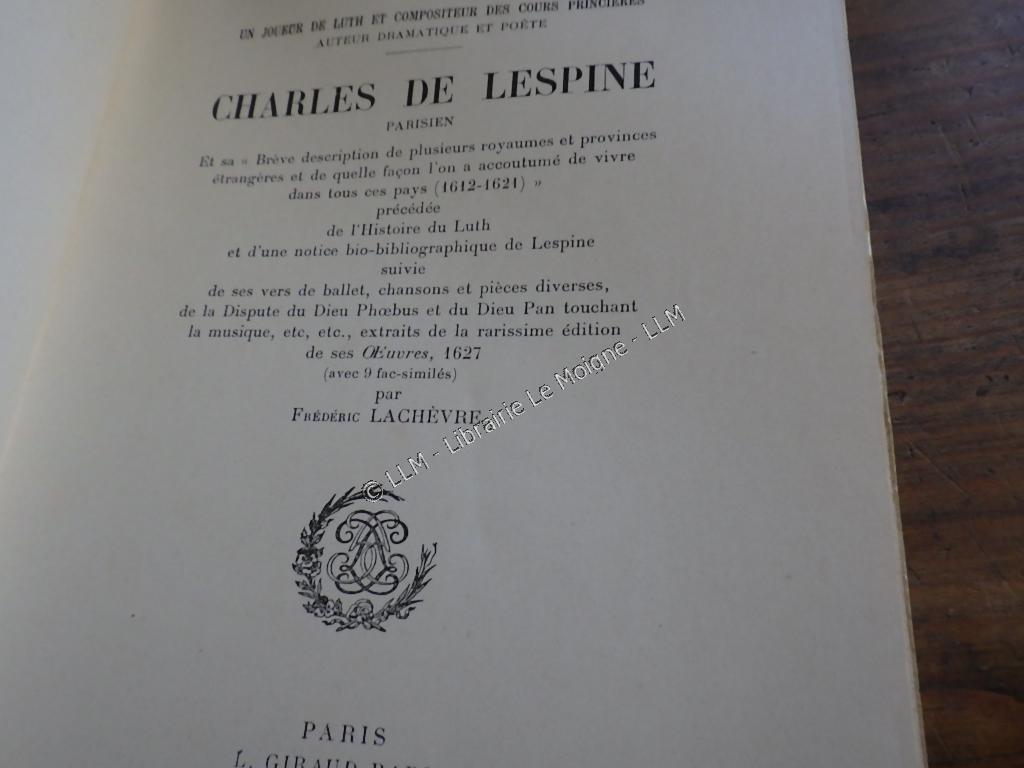 UN JOUEUR DE LUTH ET COMPOSITEUR DES COURS PRINCIÈRES
AUTEUR DRAMATIQUE ET POÈTE
CHARLES DE LESPINE
PARISIEN
Et sa « Brève description de plusieurs royaumes et provinces
étrangères et de quelle façon l'on a accoutumé de vivre
dans tous ces pays (1612-1621) »
précédée
de l'Histoire du Luth
et d'une notice bio-bibliographique de Lespine
suivie
de ses vers de ballet, chansons et pièces diverses,
de la Dispute du Dieu Phœbus et du Dieu Pan touchant
la musique, etc, etc., extraits de la rarissime édition
de ses Œuvres, 1627
(avec 9 fac-similés)
par
FRÉDÉRIC LACHÈVRE
© LLM - Librairie Le Moigne - LLM
PARIS
L. GIRAUD